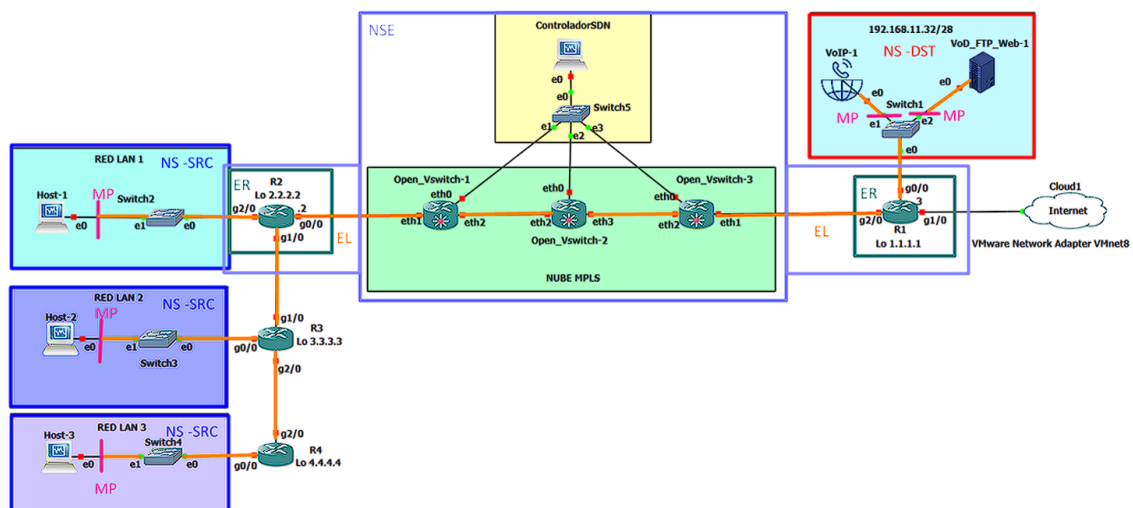 NSE
ControladorSDN
e0
e0
Switch5
e1
e2
e3
192.168.11.32/28
NS -DST
VoIP-1
VoD_FTP_Web-1
e0
e0
Switch1
MP
e1
e2
MP
e0
RED LAN 1
NS -SRC
Host-1
MP
Switch2
e0
e1
e0
ER
R2
Lo 2.2.2.2
g2/0
.2
g0/0
g1/0
EL
NUBE MPLS
Open_Vswitch-1
eth0
eth1
eth2
eth0
eth2
eth3
Open_Vswitch-2
Open_Vswitch-3
eth0
eth2
eth1
EL
ER
g0/0
.3
g2/0
g1/0
R1
Lo 1.1.1.1
Cloud1
Internet
VMware Network Adapter VMnet8
RED LAN 2
NS -SRC
Host-2
MP
e0
e1
e0
Switch3
g1/0
R3
Lo 3.3.3.3
g0/0
g2/0
RED LAN 3
NS -SRC
Host-3
Switch4
e0
e1
e0
MP
g2/0
R4
Lo 4.4.4.4
g0/0